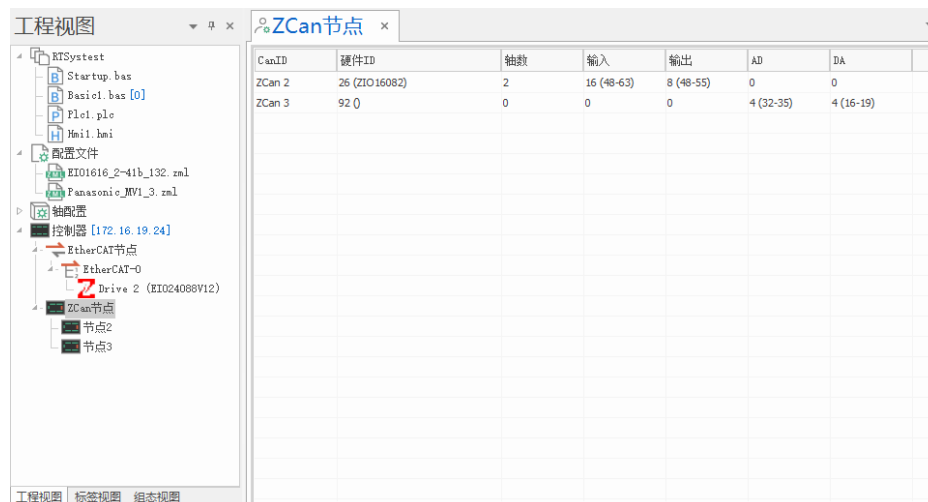 工程视图
RTSystest
Startup.bas
Basic1.bas [0]
Plc1.plc
Hmi1.hmi
配置文件
EIO1616_2-41b_132.zml
Panasonic_MV1_3.zml
轴配置
控制器 [172.16.19.24]
EtherCAT节点
EtherCAT-0
Drive 2 (EIO24088V12)
ZCan节点
节点2
节点3
工程视图 标签视图 组态视图
ZCan节点 ×
CanID 硬件ID 轴数 输入 输出 AD DA
ZCan 2 26 (ZIO16082) 2 16 (48-63) 8 (48-55) 0 0
ZCan 3 92 () 0 0 0 4 (32-35) 4 (16-19)